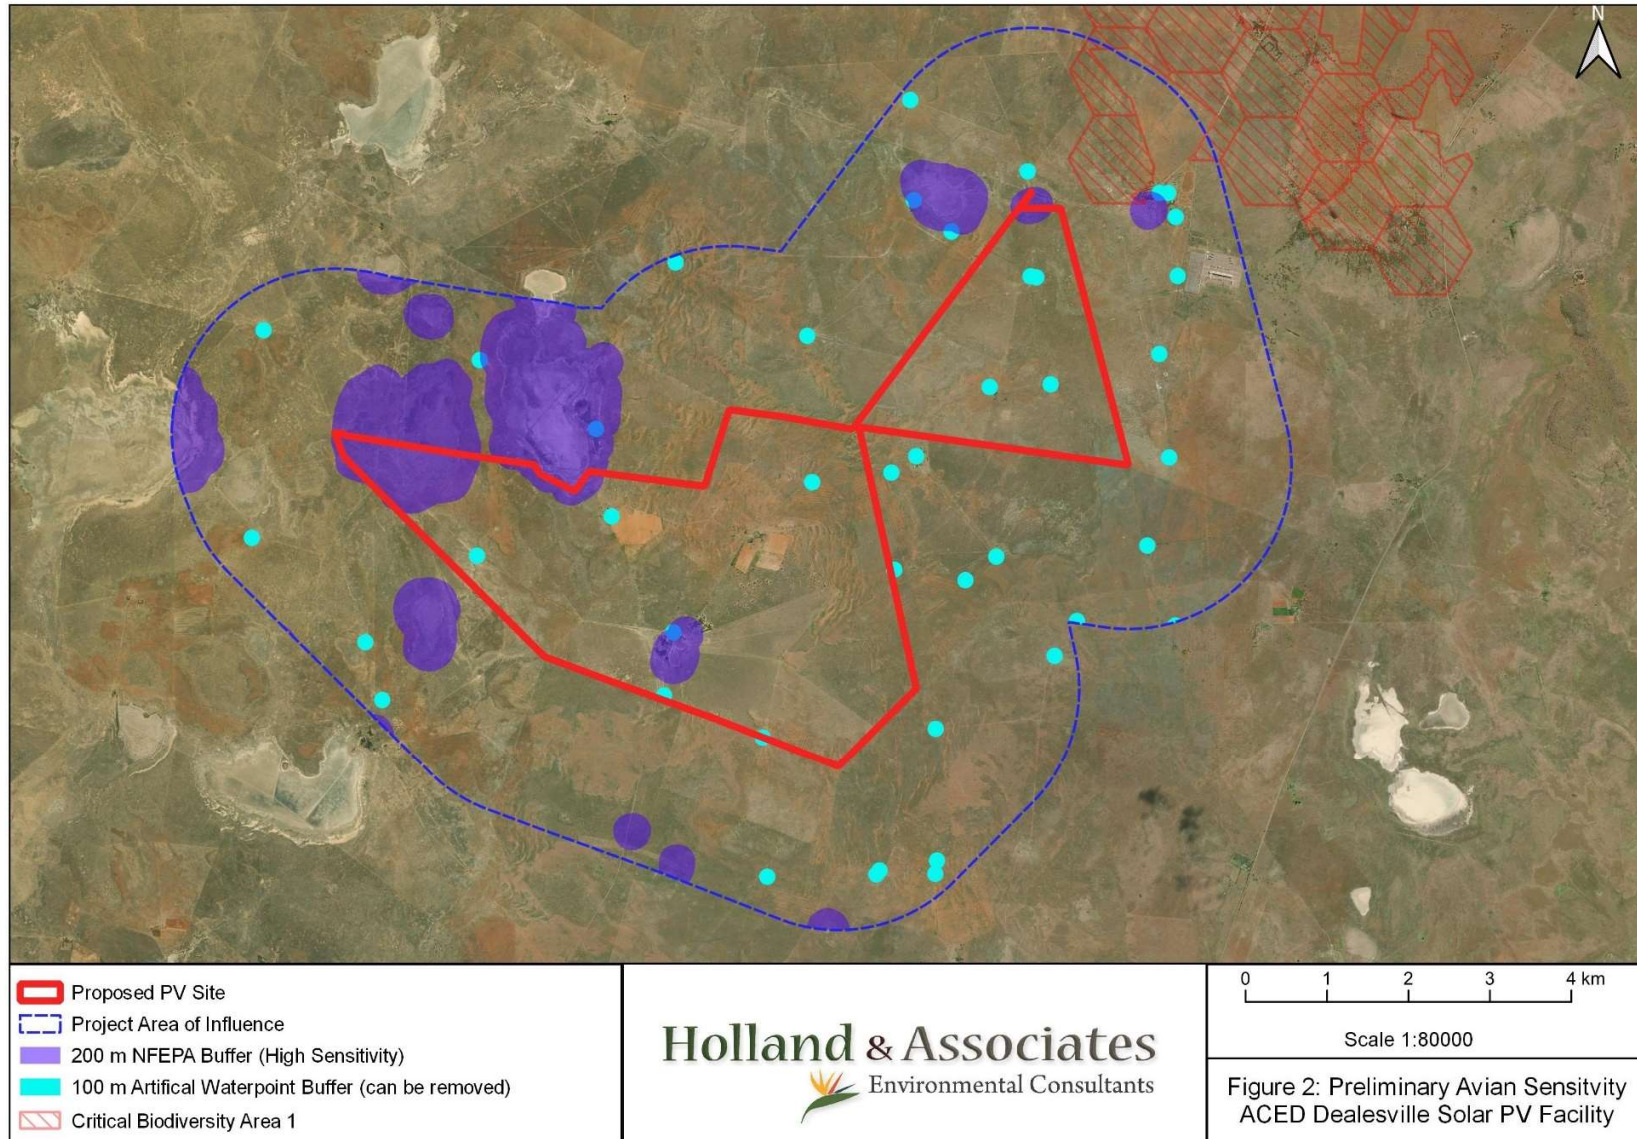 N
Proposed PV Site
Project Area of Influence
200 m NFEPA Buffer (High Sensitivity)
100 m Artifical Waterpoint Buffer (can be removed)
Critical Biodiversity Area 1
Holland & Associates
Environmental Consultants
0 1 2 3 4 km
Scale 1:80000
Figure 2: Preliminary Avian Sensitvity
ACED Dealesville Solar PV Facility